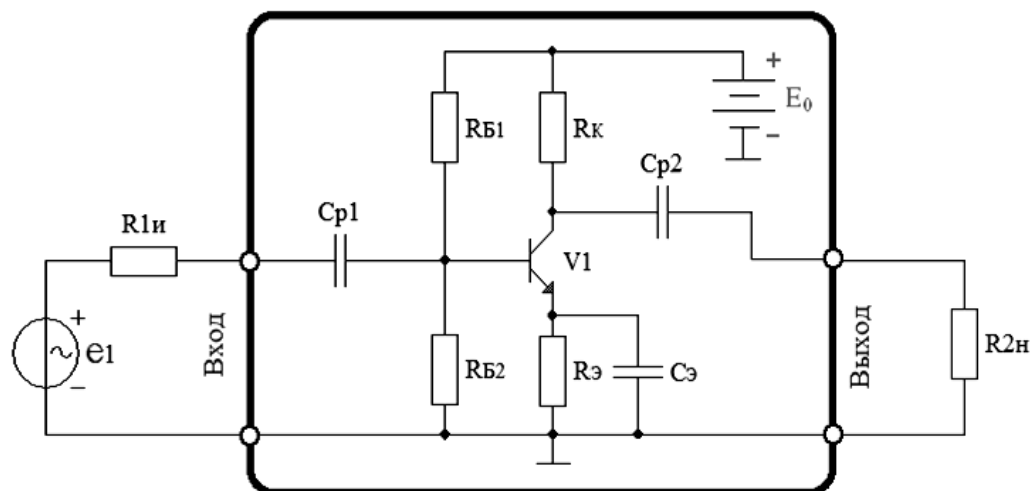 +
E₀
−
RБ1
RК
Cр2
Cр1
R1и
V1
Вход
Выход
+
e1
−
RБ2
Rэ
Cэ
R2н